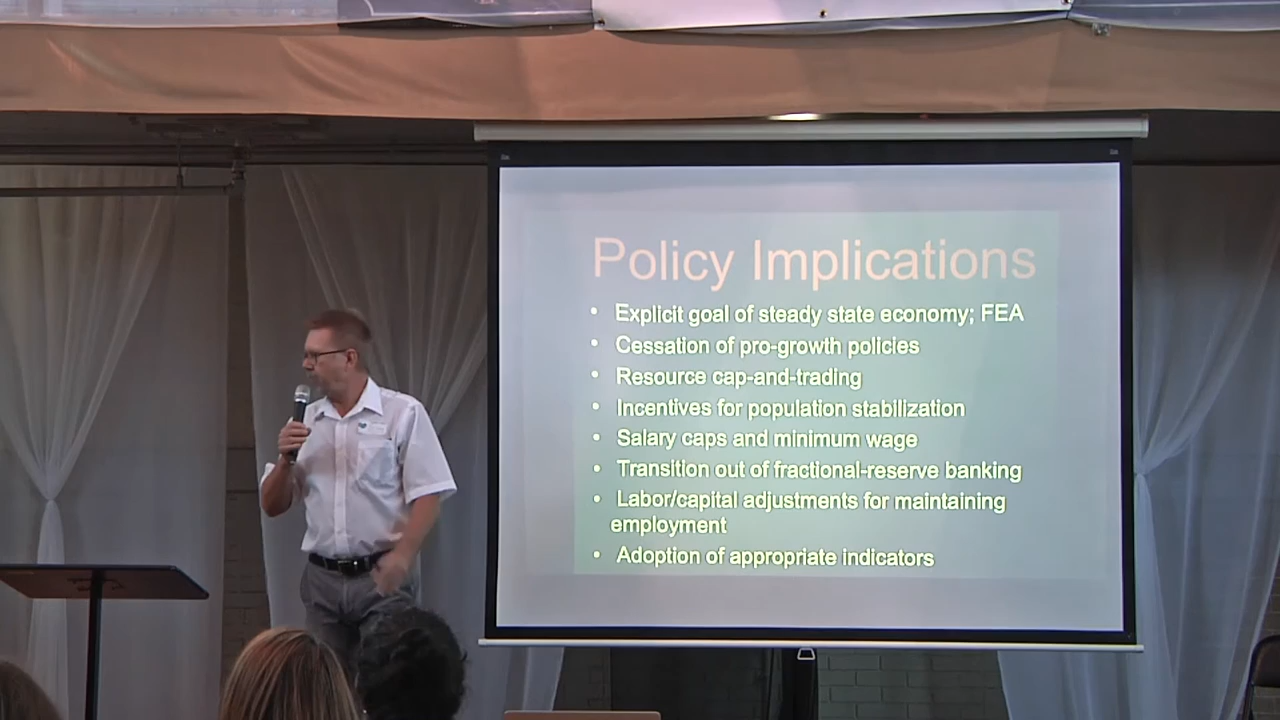 Policy Implications
• Explicit goal of steady state economy; FEA
• Cessation of pro-growth policies
• Resource cap-and-trading
• Incentives for population stabilization
• Salary caps and minimum wage
• Transition out of fractional-reserve banking
• Labor/capital adjustments for maintaining
employment
• Adoption of appropriate indicators